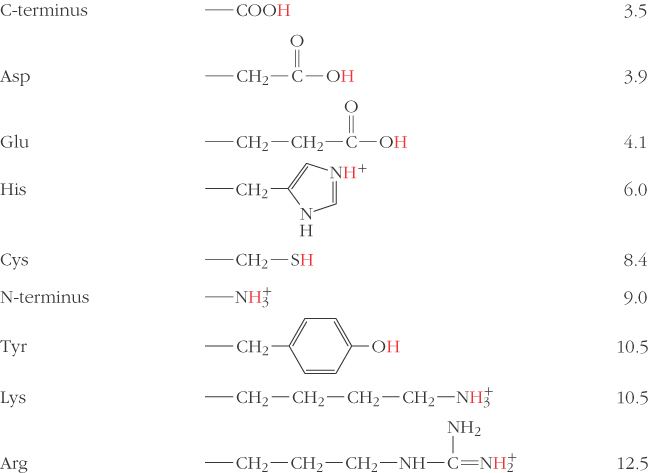 C-terminus —COOH 3.5
O
Asp —CH₂—C—OH 3.9
O
Glu —CH₂—CH₂—C—OH 4.1
His —CH₂ NH⁺ 6.0
N
H
Cys —CH₂—SH 8.4
N-terminus —NH₃⁺ 9.0
Tyr —CH₂ OH 10.5
Lys —CH₂—CH₂—CH₂—CH₂—NH₃⁺ 10.5
NH₂
Arg —CH₂—CH₂—CH₂—NH—C=NH₂⁺ 12.5